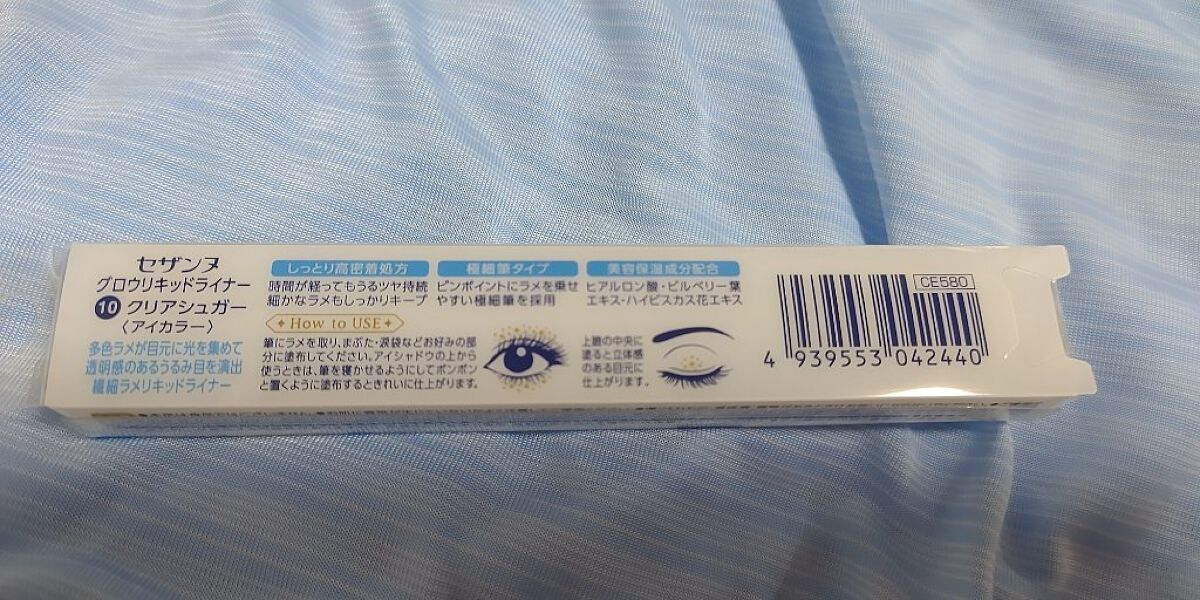 セザンヌ
グロウリキッドライナー
10 クリアシュガー
〈アイカラー〉
多色ラメが目元に光を集めて
透明感のあるうるみ目を演出
繊細ラメリキッドライナー
しっとり高密着処方
時間が経ってもうるツヤ持続
細かなラメもしっかりキープ
極細筆タイプ
ピンポイントにラメを乗せ
やすい極細筆を採用
美容保湿成分配合
ヒアルロン酸・ビルベリー葉
エキス・ハイビスカス花エキス
How to USE
筆にラメを取り、まぶた・涙袋などお好みの部
分に塗布してください。アイシャドウの上から
使うときは、筆を寝かせるようにしてポンポン
と置くように塗布するときれいに仕上がります。
上瞼の中央に
塗ると立体感
のある目元に
仕上がります。
CE580
4 939553 042440